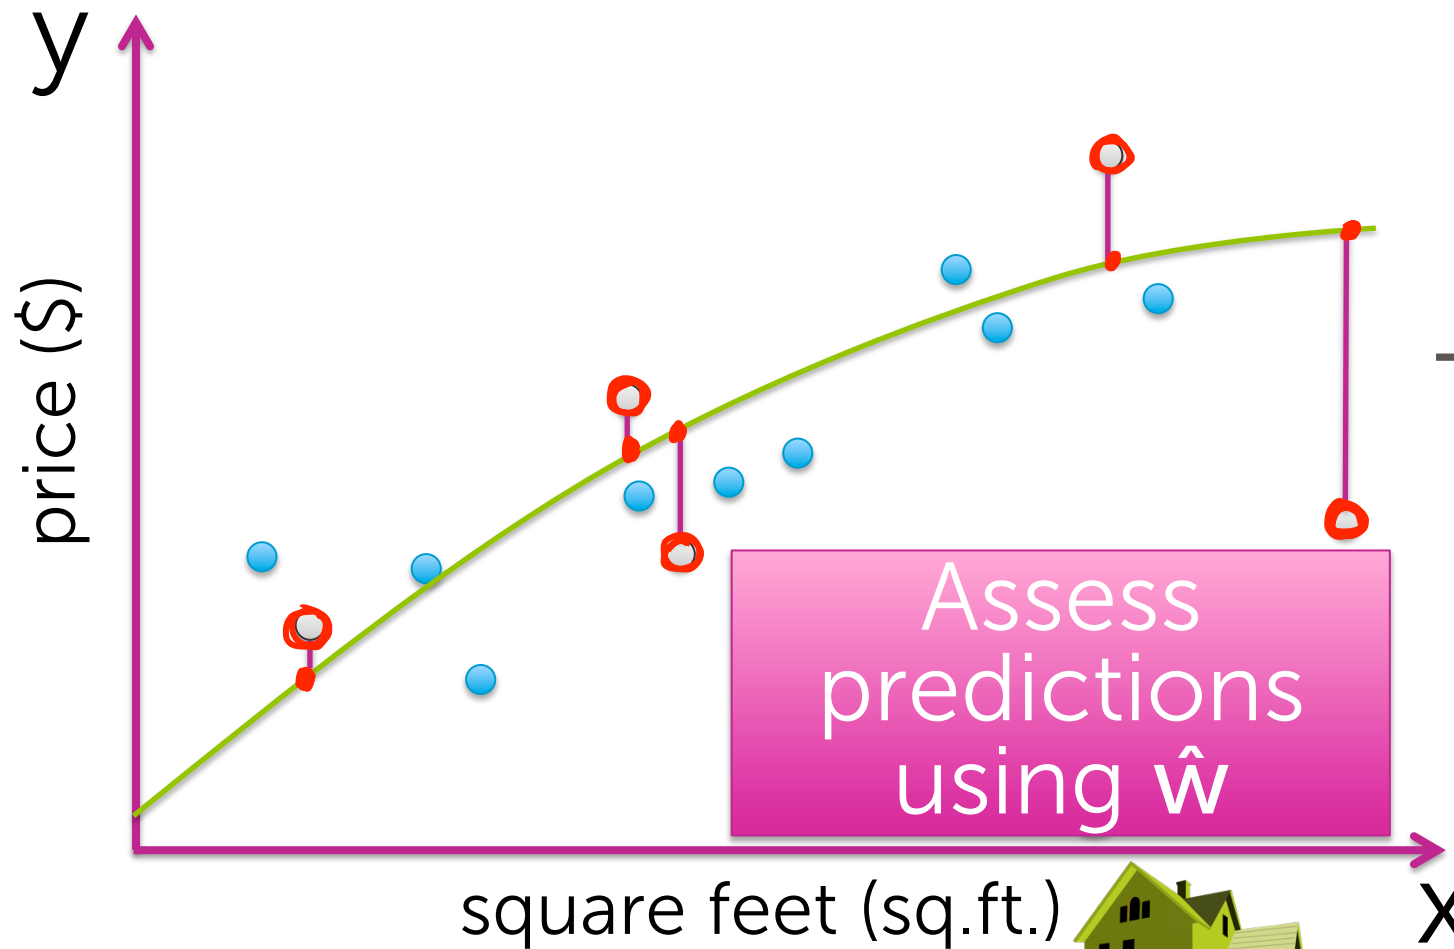 y
price ($)
Assess
predictions
using ŵ
square feet (sq.ft.)
x